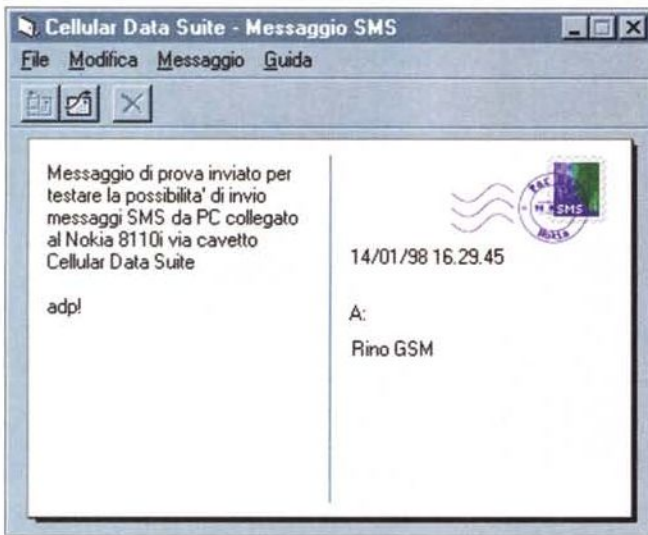 Cellular Data Suite - Messaggio SMS
File Modifica Messaggio Guida
Messaggio di prova inviato per
testare la possibilita' di invio
messaggi SMS da PC collegato
al Nokia 8110i via cavetto
Cellular Data Suite
adp!
SMS
Nokia
14/01/98 16.29.45
A:
Rino GSM